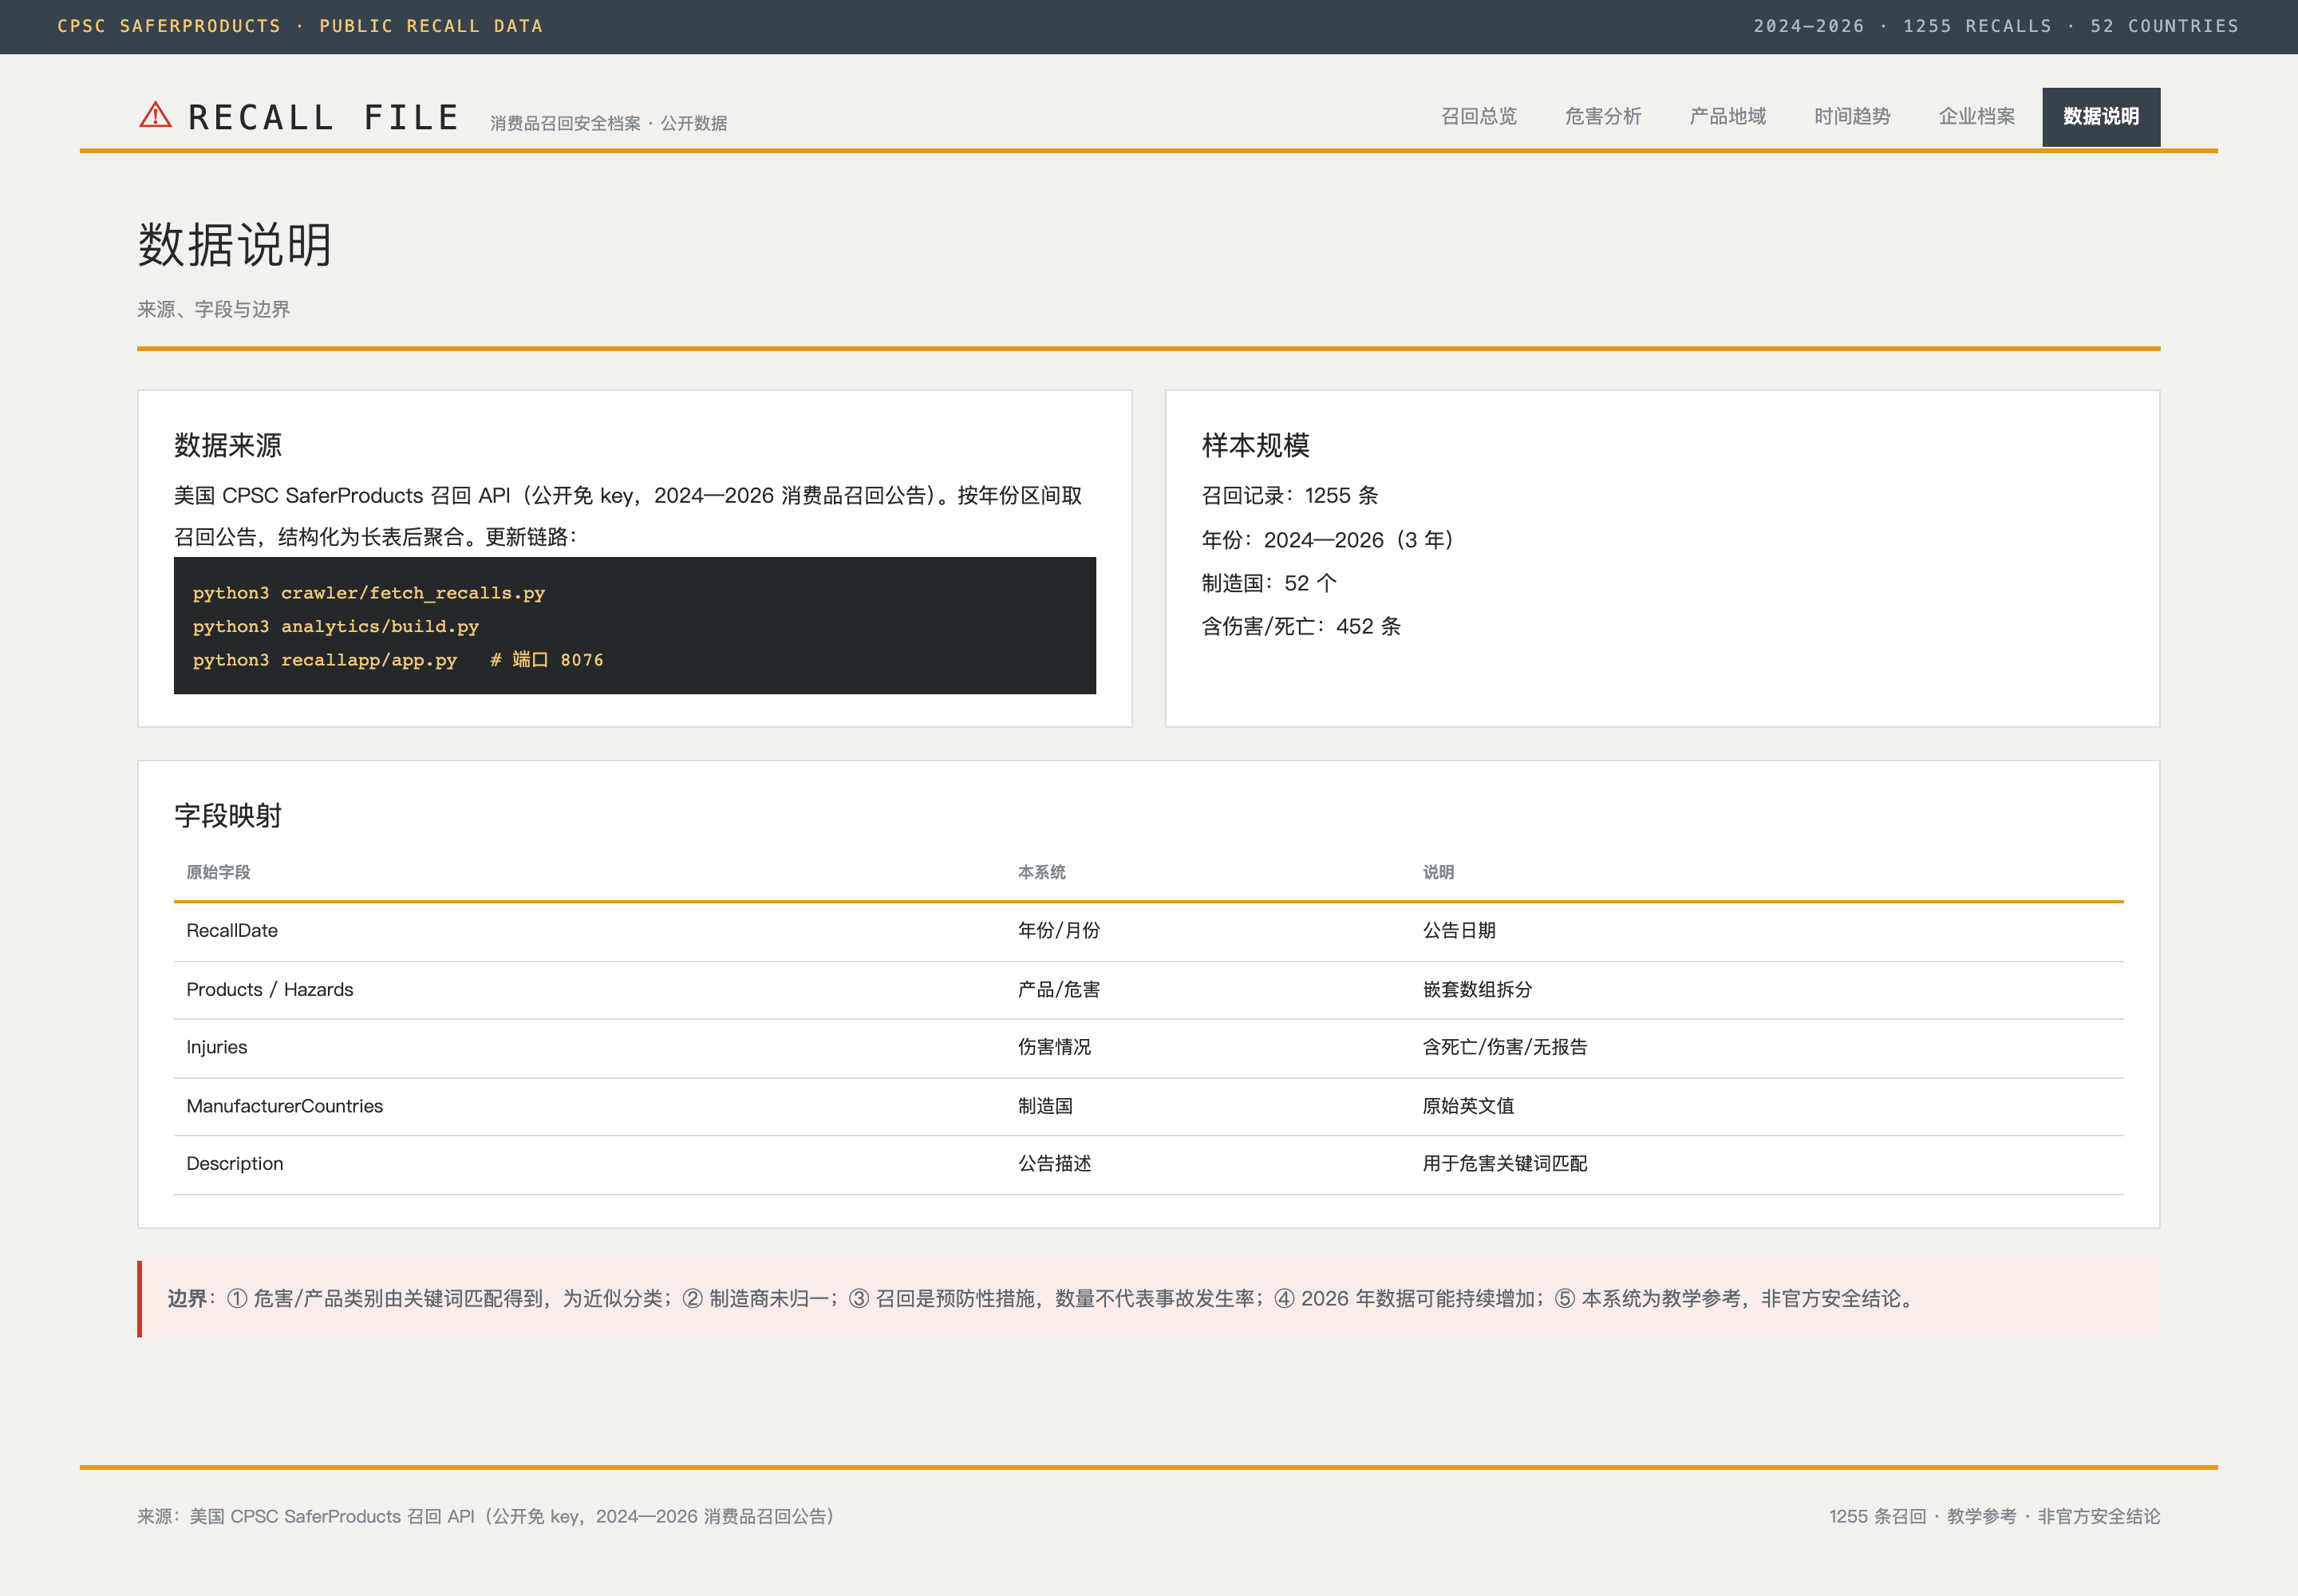 CPSC SAFERPRODUCTS · PUBLIC RECALL DATA
2024—2026 · 1255 RECALLS · 52 COUNTRIES
RECALL FILE 消费品召回安全档案 · 公开数据
召回总览 危害分析 产品地域 时间趋势 企业档案 数据说明
数据说明
来源、字段与边界
数据来源
美国 CPSC SaferProducts 召回 API（公开免 key，2024—2026 消费品召回公告）。按年份区间取
召回公告，结构化为长表后聚合。更新链路：
python3 crawler/fetch_recalls.py
python3 analytics/build.py
python3 recallapp/app.py   # 端口 8076
样本规模
召回记录：1255 条
年份：2024—2026（3 年）
制造国：52 个
含伤害/死亡：452 条
字段映射
原始字段 本系统 说明
RecallDate 年份/月份 公告日期
Products / Hazards 产品/危害 嵌套数组拆分
Injuries 伤害情况 含死亡/伤害/无报告
ManufacturerCountries 制造国 原始英文值
Description 公告描述 用于危害关键词匹配
边界：① 危害/产品类别由关键词匹配得到，为近似分类；② 制造商未归一；③ 召回是预防性措施，数量不代表事故发生率；④ 2026 年数据可能持续增加；⑤ 本系统为教学参考，非官方安全结论。
来源：美国 CPSC SaferProducts 召回 API（公开免 key，2024—2026 消费品召回公告）
1255 条召回 · 教学参考 · 非官方安全结论